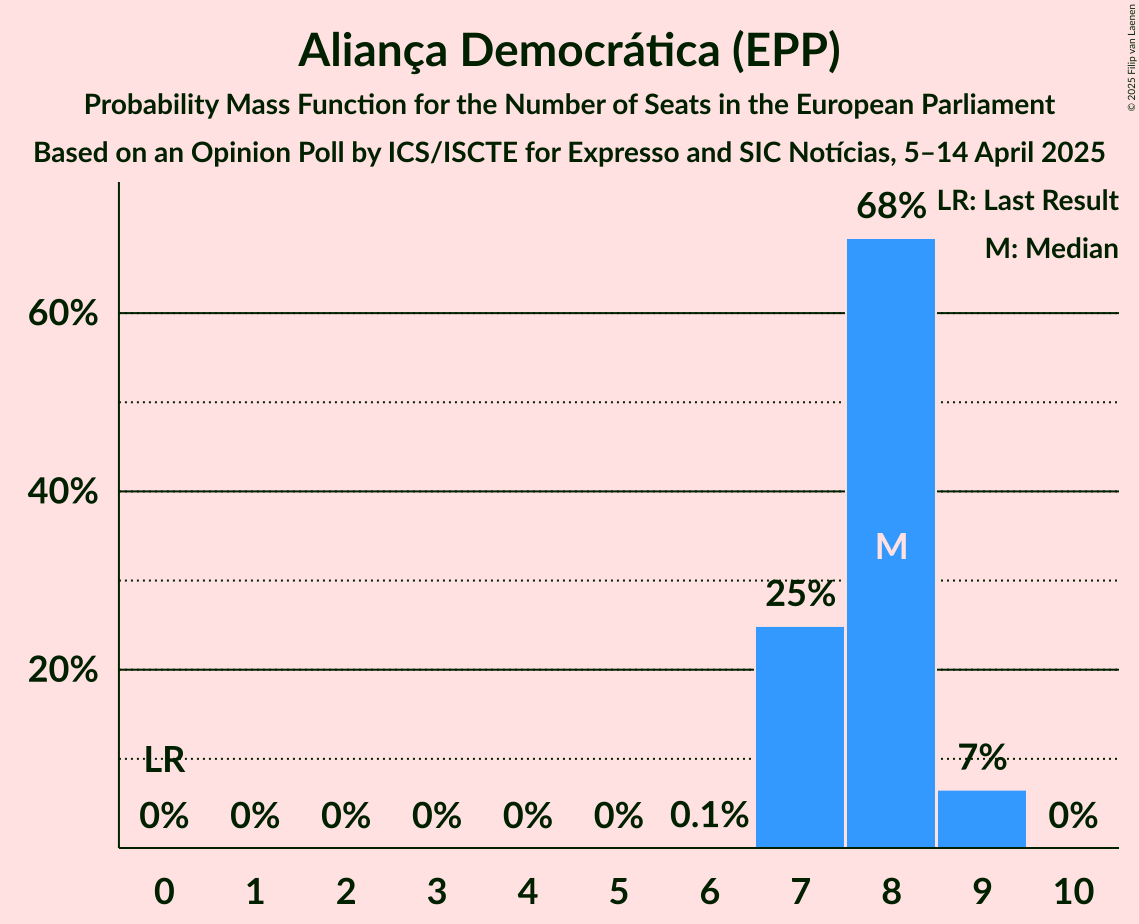 Aliança Democrática (EPP)
Probability Mass Function for the Number of Seats in the European Parliament
Based on an Opinion Poll by ICS/ISCTE for Expresso and SIC Notícias, 5–14 April 2025
© 2025 Filip van Laenen
LR: Last Result
M: Median
60%
40%
20%
LR
0%
0%
0%
0%
0%
0%
0.1%
25%
68%
M
7%
0%
0 1 2 3 4 5 6 7 8 9 10